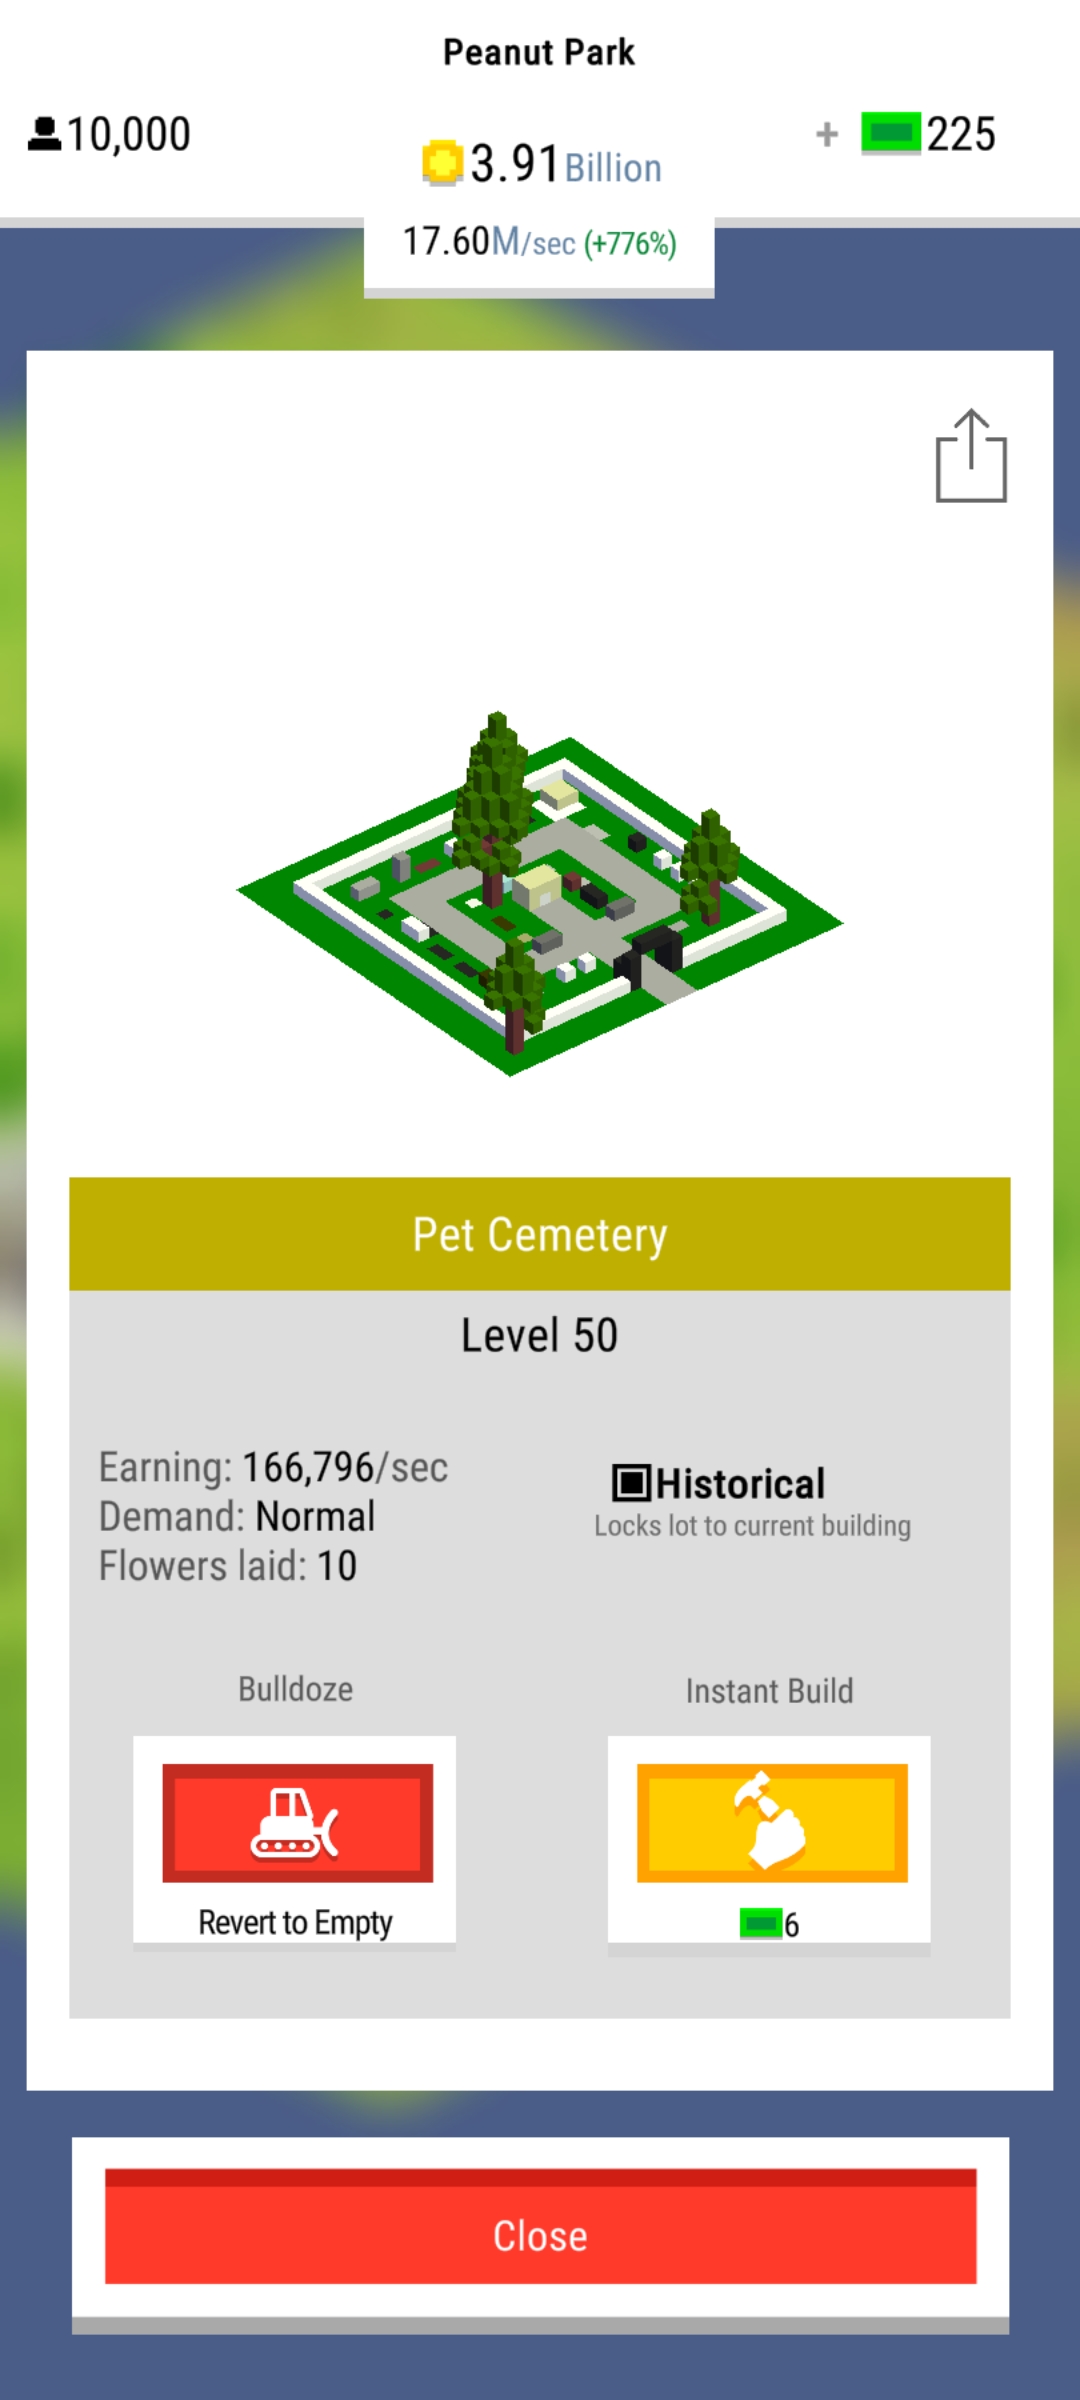 Peanut Park
10,000
3.91 Billion
+ 225
17.60M/sec (+776%)
Pet Cemetery
Level 50
Earning: 166,796/sec
Demand: Normal
Flowers laid: 10
Historical
Locks lot to current building
Bulldoze
Revert to Empty
Instant Build
6
Close